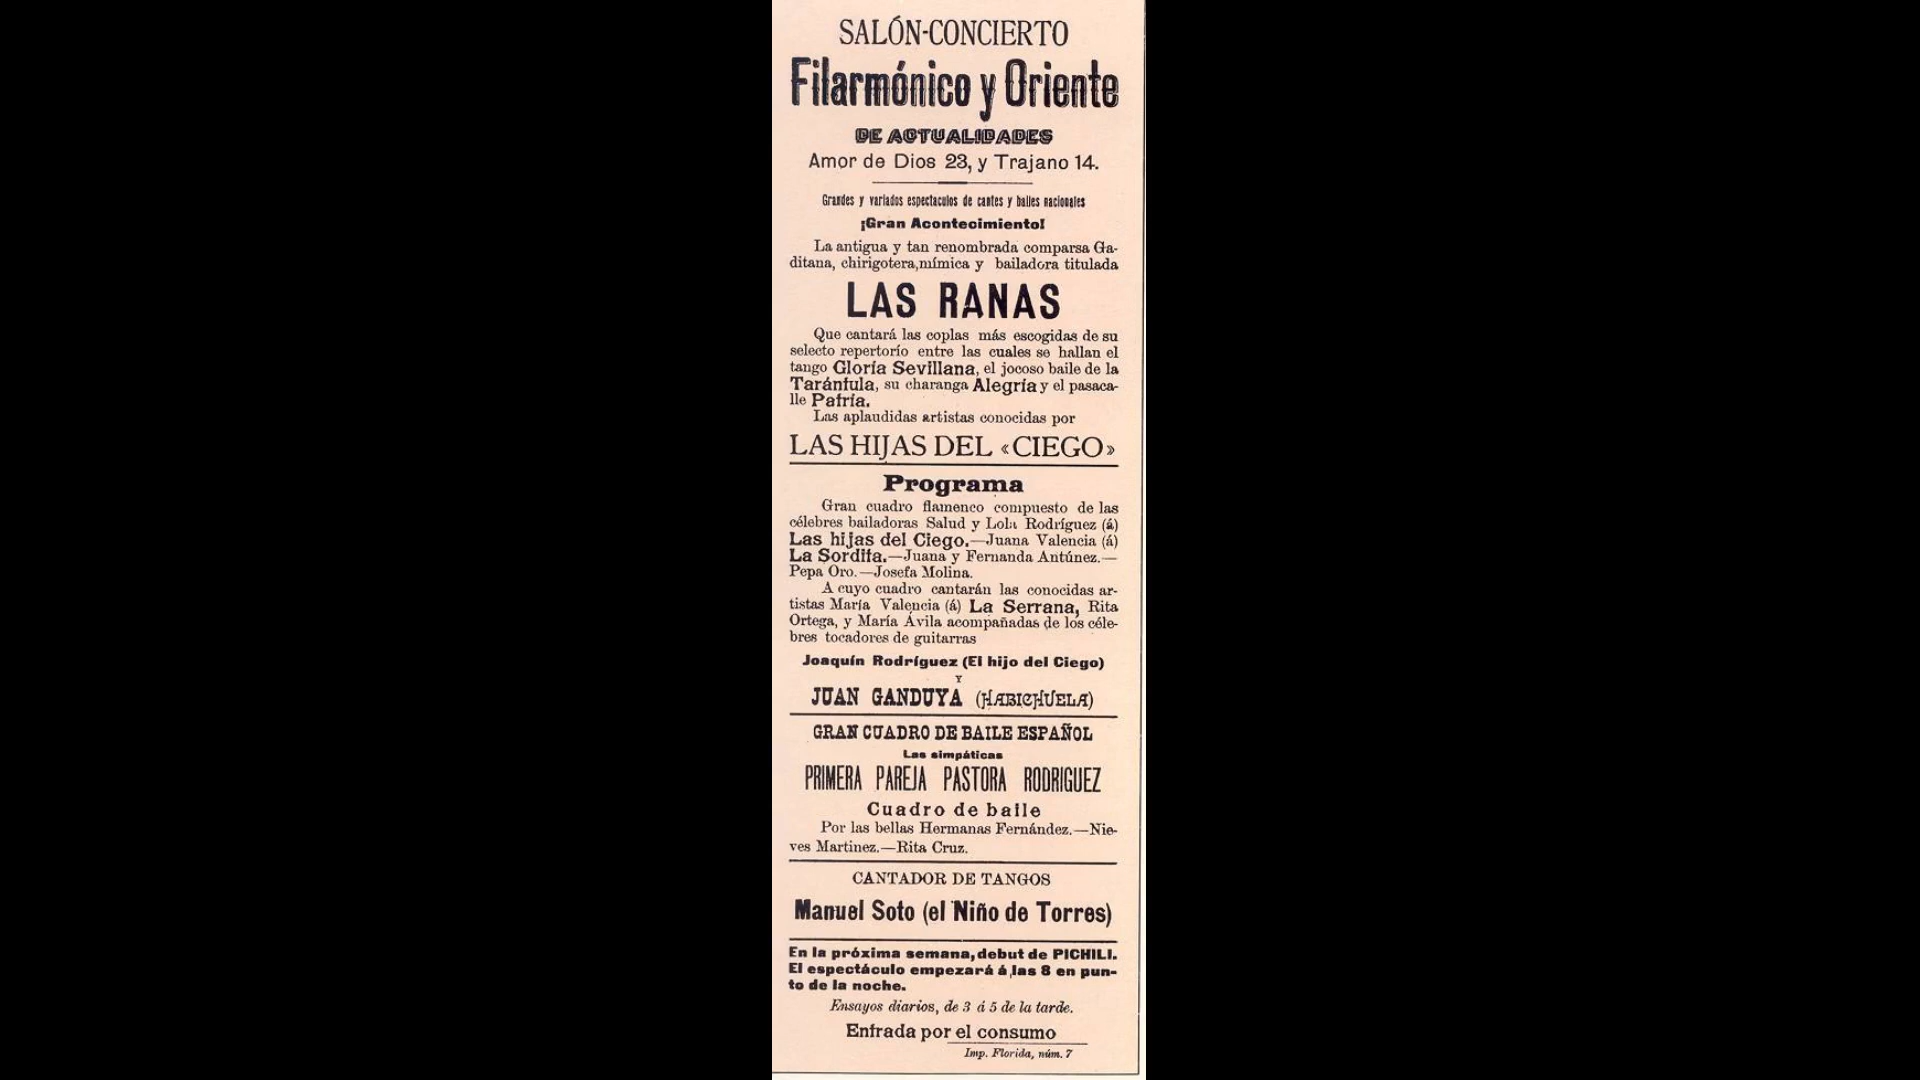 SALÓN-CONCIERTO
Filarmónico y Oriente
DE ACTUALIDADES
Amor de Dios 23, y Trajano 14.
Grandes y variados espectaculos de cantes y bailes nacionales
¡Gran Acontecimiento!
La antigua y tan renombrada comparsa Ga-
ditana, chirigotera,mímica y bailadora titulada
LAS RANAS
Que cantará las coplas más escogidas de su
selecto repertorío entre las cuales se hallan el
tango Gloría Sevillana, el jocoso baile de la
Tarántula, su charanga Alegría y el pasaca-
lle Patria.
Las aplaudidas artistas conocidas por
LAS HIJAS DEL «CIEGO»
Programa
Gran cuadro flamenco compuesto de las
célebres bailadoras Salud y Lola Rodríguez (á)
Las hijas del Ciego.—Juana Valencia (á)
La Sordita.—Juana y Fernanda Antúnez.—
Pepa Oro.—Josefa Molina.
A cuyo cuadro cantarán las conocidas ar-
tistas María Valencia (á) La Serrana, Rita
Ortega, y María Ávila acompañadas de los céle-
bres tocadores de guitarras
Joaquín Rodríguez (El hijo del Ciego)
Y
JUAN GANDUYA (HABICHUELA)
GRAN CUADRO DE BAILE ESPAÑOL
Las simpáticas
PRIMERA PAREJA PASTORA RODRIGUEZ
Cuadro de baile
Por las bellas Hermanas Fernández.—Nie-
ves Martinez.—Rita Cruz.
CANTADOR DE TANGOS
Manuel Soto (el Niño de Torres)
En la próxima semana, debut de PICHILI.
El espectáculo empezará á las 8 en pun-
to de la noche.
Ensayos diarios, de 3 á 5 de la tarde.
Entrada por el consumo
Imp. Florida, núm. 7